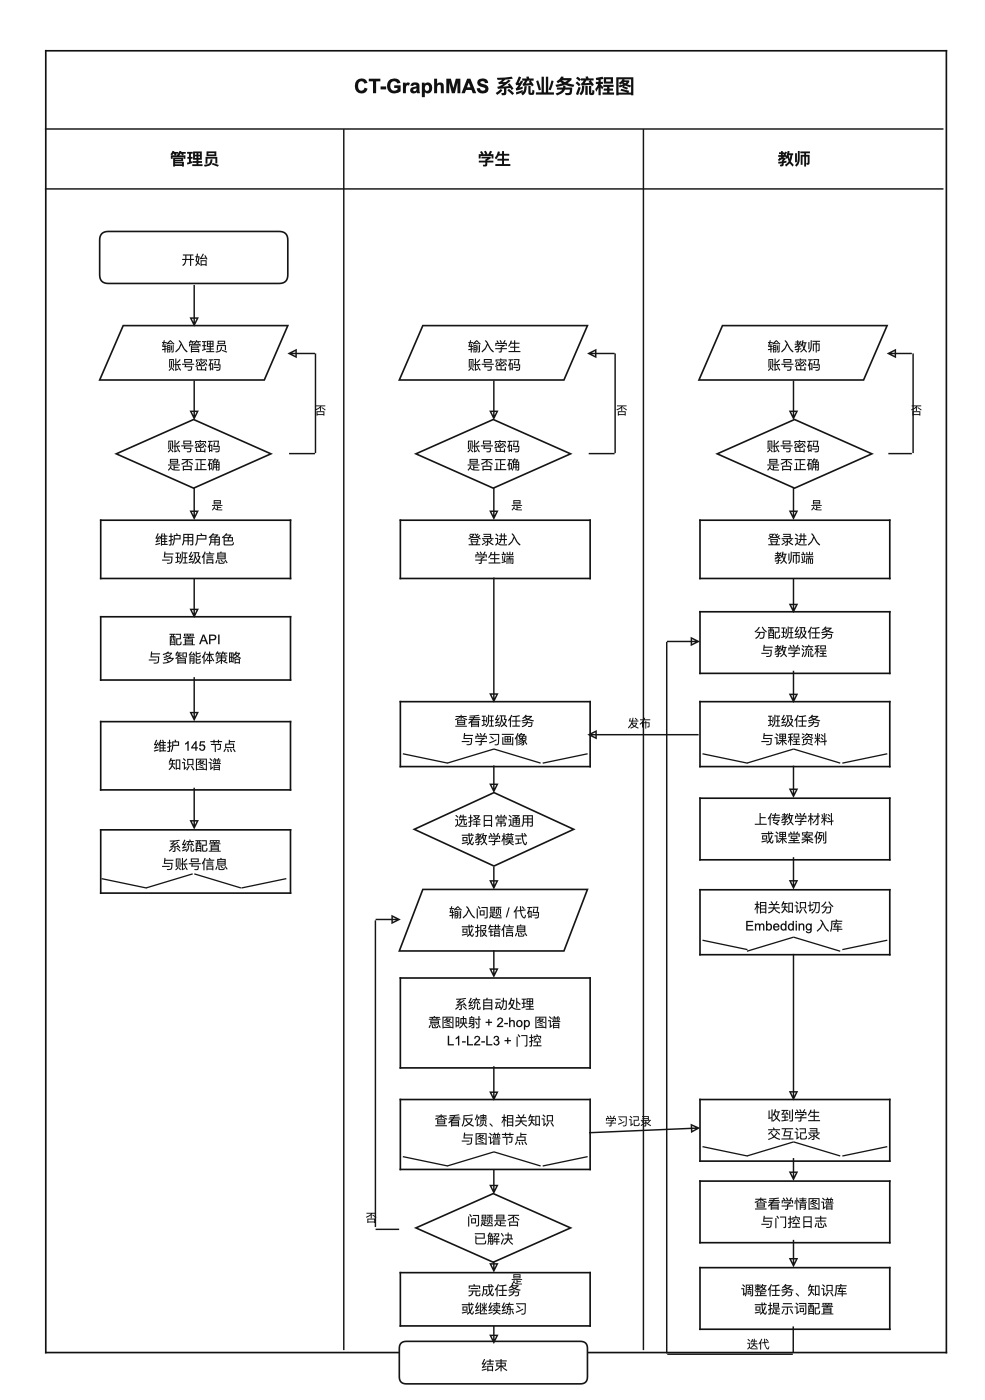 CT-GraphMAS 系统业务流程图
管理员
学生
教师
开始
输入管理员
账号密码
否
账号密码
是否正确
是
维护用户角色
与班级信息
配置 API
与多智能体策略
维护 145 节点
知识图谱
系统配置
与账号信息
输入学生
账号密码
否
账号密码
是否正确
是
登录进入
学生端
查看班级任务
与学习画像
选择日常通用
或教学模式
输入问题 / 代码
或报错信息
系统自动处理
意图映射 + 2-hop 图谱
L1-L2-L3 + 门控
查看反馈、相关知识
与图谱节点
否
问题是否
已解决
是
完成任务
或继续练习
结束
输入教师
账号密码
否
账号密码
是否正确
是
登录进入
教师端
分配班级任务
与教学流程
发布
班级任务
与课程资料
上传教学材料
或课堂案例
相关知识切分
Embedding 入库
学习记录
收到学生
交互记录
查看学情图谱
与门控日志
调整任务、知识库
或提示词配置
迭代